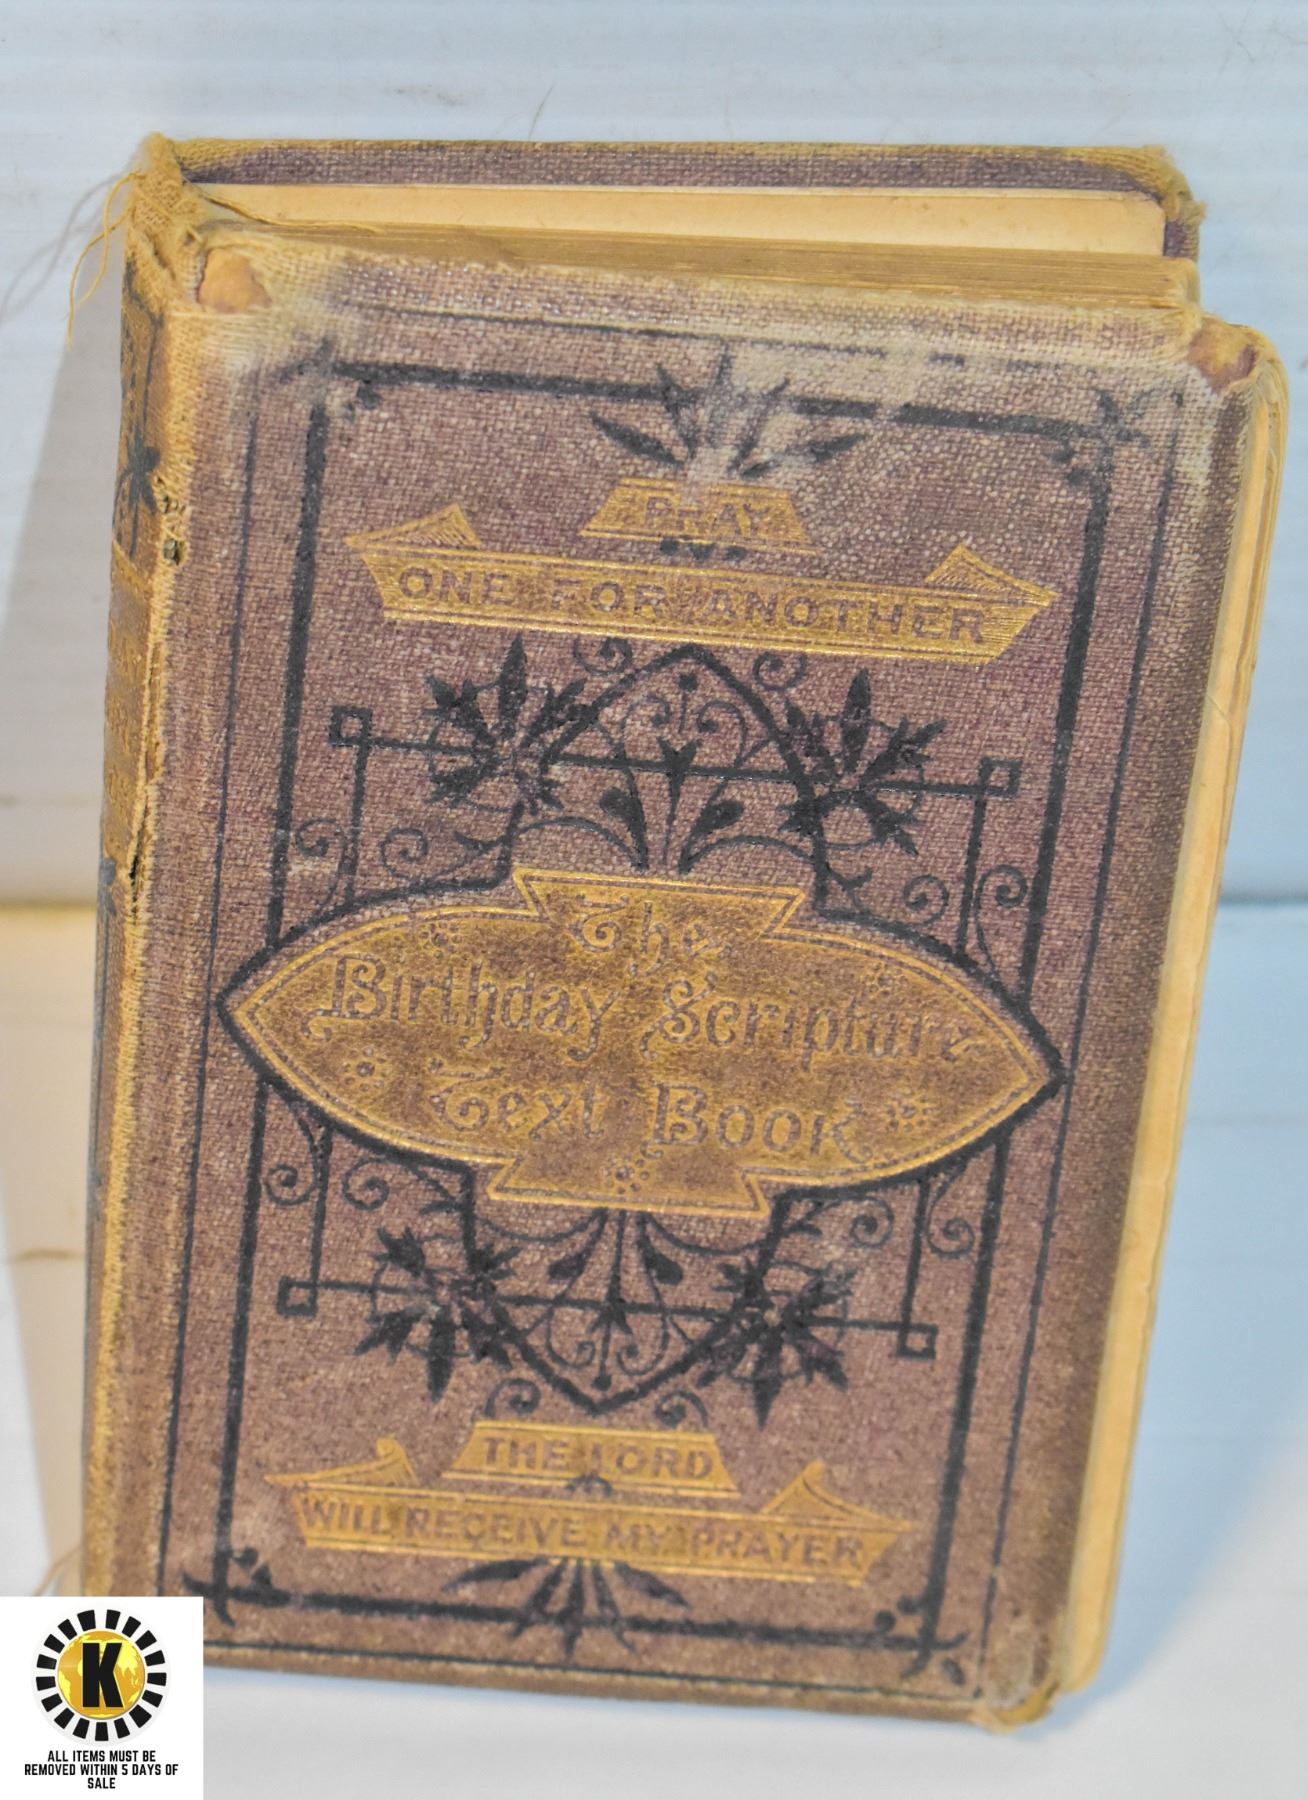 PRAY
ONE FOR ANOTHER
The
Birthday Scripture
Text Book
THE LORD
WILL RECEIVE MY PRAYER
K
ALL ITEMS MUST BE
REMOVED WITHIN 5 DAYS OF
SALE